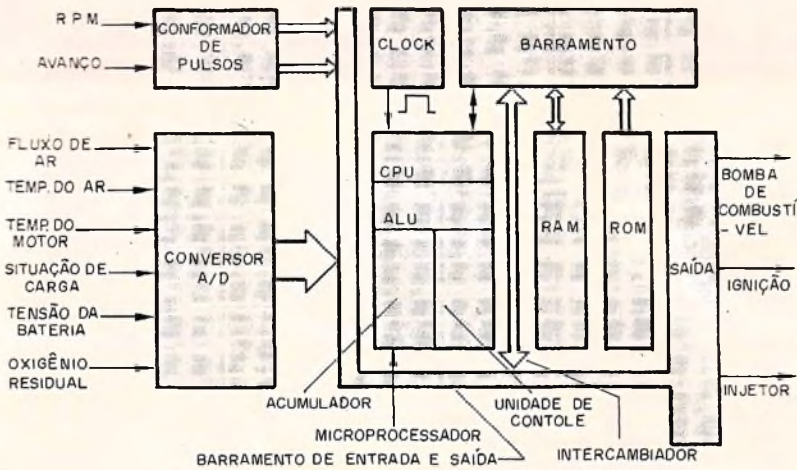 RPM
AVANÇO
CONFORMADOR
DE
PULSOS
CLOCK
BARRAMENTO
FLUXO DE
AR
TEMP. DO AR
TEMP. DO
MOTOR
SITUAÇÃO DE
CARGA
TENSÃO DA
BATERIA
OXIGÊNIO
RESIDUAL
CONVERSOR
A/D
CPU
ALU
RAM
ROM
SAÍDA
BOMBA
DE
COMBUSTÍ
-VEL
IGNIÇÃO
INJETOR
ACUMULADOR
UNIDADE DE
CONTOLE
MICROPROCESSADOR
INTERCAMBIADOR
BARRAMENTO DE ENTRADA E SAÍDA